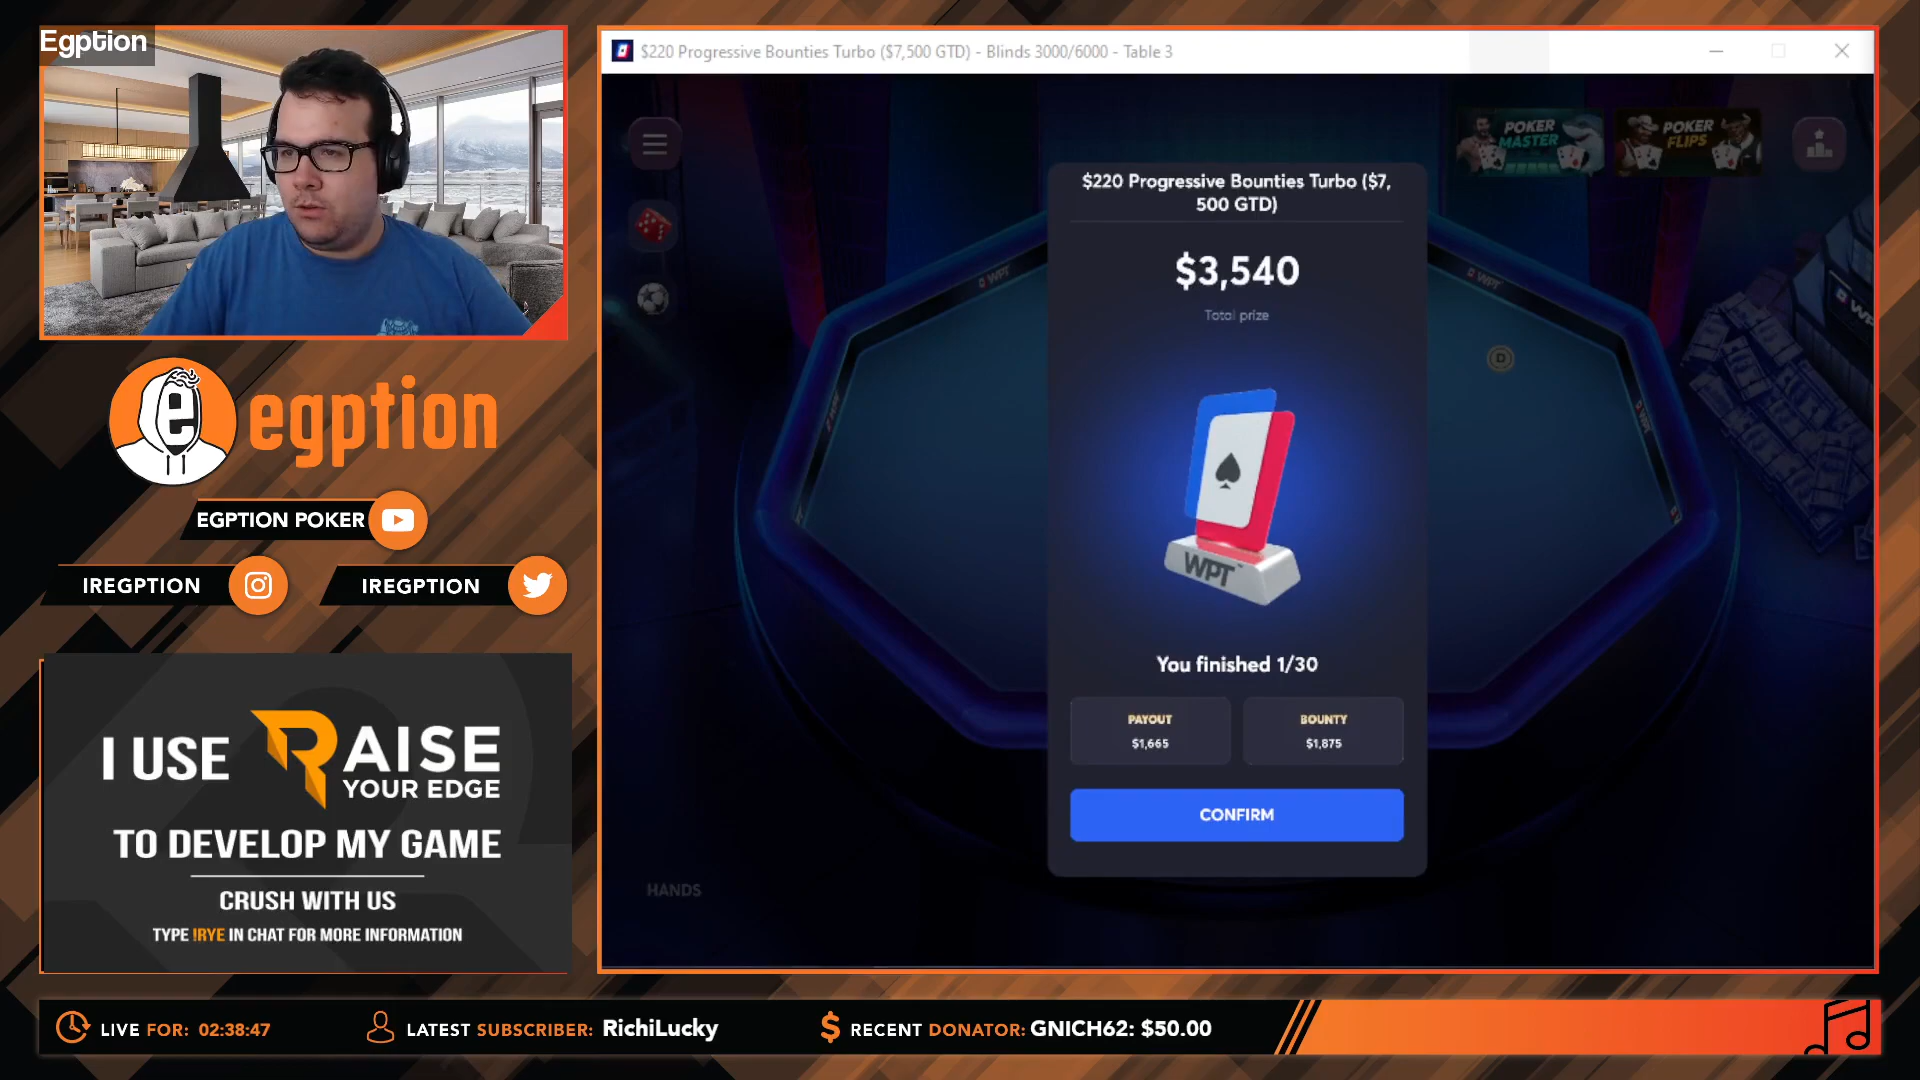 Egption
egption
EGPTION POKER
IREGPTION
IREGPTION
I USE RAISE YOUR EDGE
TO DEVELOP MY GAME
CRUSH WITH US
TYPE !RYE IN CHAT FOR MORE INFORMATION
$220 Progressive Bounties Turbo ($7,500 GTD) - Blinds 3000/6000 - Table 3
POKER
MASTER
POKER
FLIPS
WPT
WPT
D
$220 Progressive Bounties Turbo ($7,
500 GTD)
$3,540
Total prize
WPT
You finished 1/30
PAYOUT
$1,665
BOUNTY
$1,875
CONFIRM
HANDS
LIVE FOR: 02:38:47
LATEST SUBSCRIBER: RichiLucky
RECENT DONATOR: GNICH62: $50.00